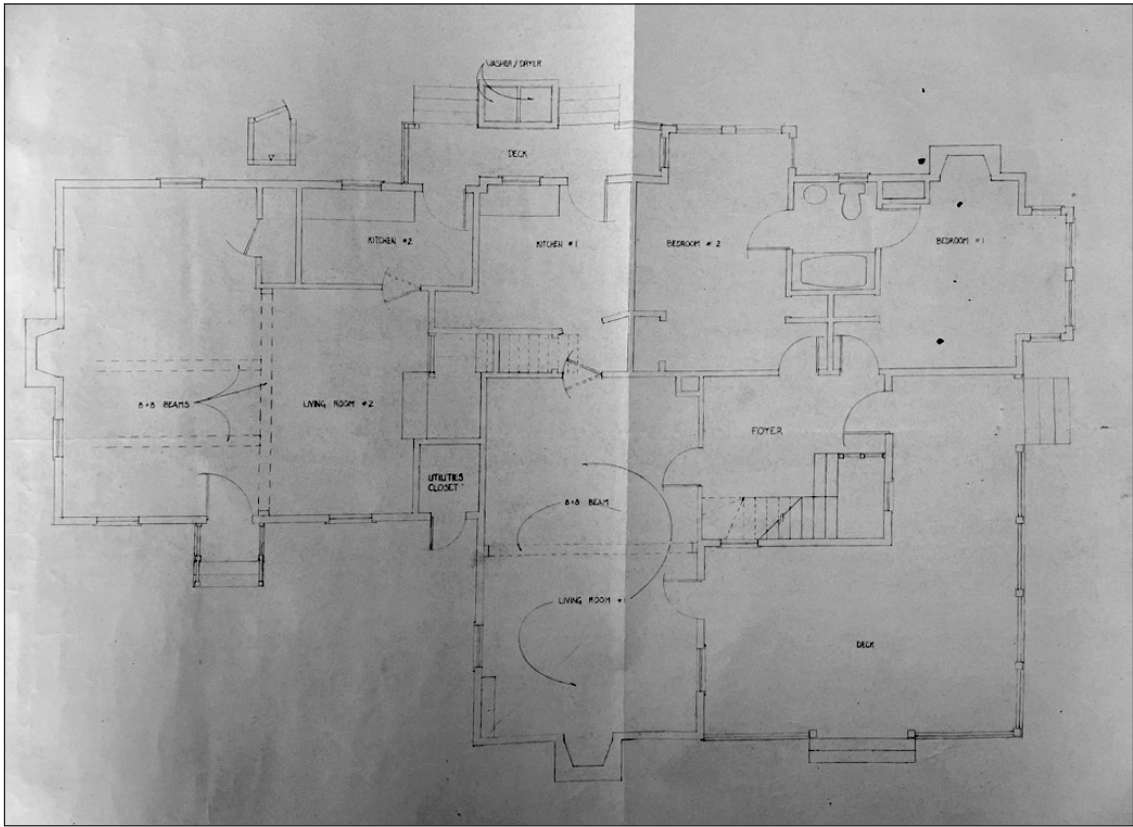 WASHER/DRYER
DECK
KITCHEN #2
KITCHEN #1
BEDROOM #2
BEDROOM #1
8×8 BEAMS
LIVING ROOM #2
FOYER
UTILITIES
CLOSET
8×8 BEAM
LIVING ROOM #1
DECK